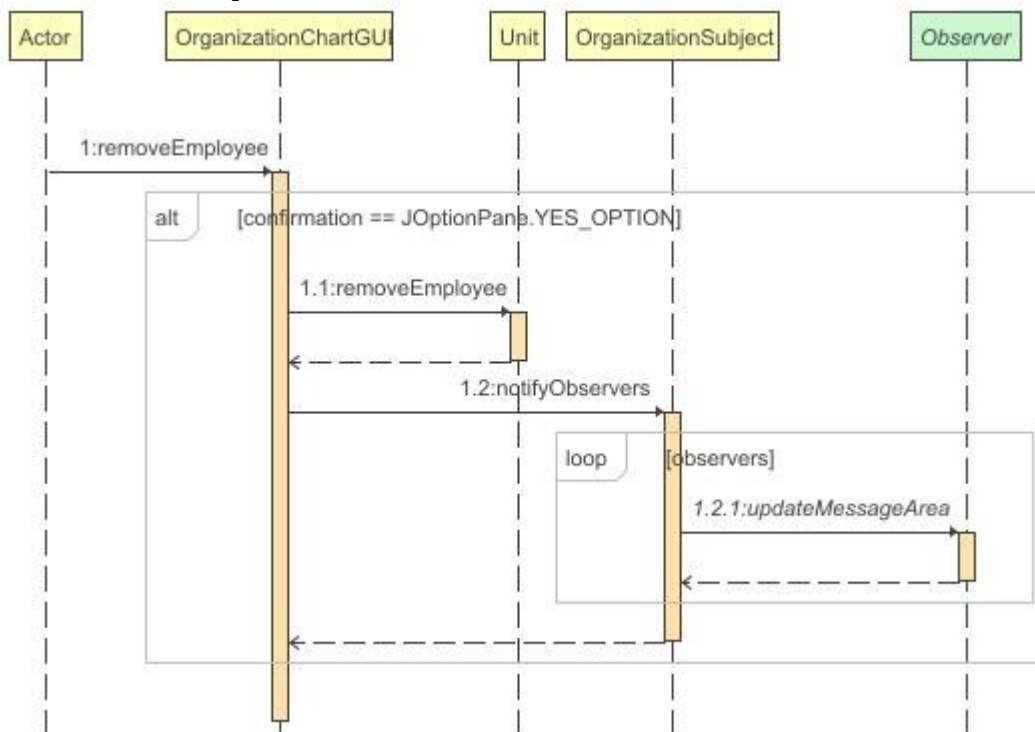 Actor
OrganizationChartGUI
Unit
OrganizationSubject
Observer
1:removeEmployee
alt
[confirmation == JOptionPane.YES_OPTION]
1.1:removeEmployee
1.2:notifyObservers
loop
[observers]
1.2.1:updateMessageArea